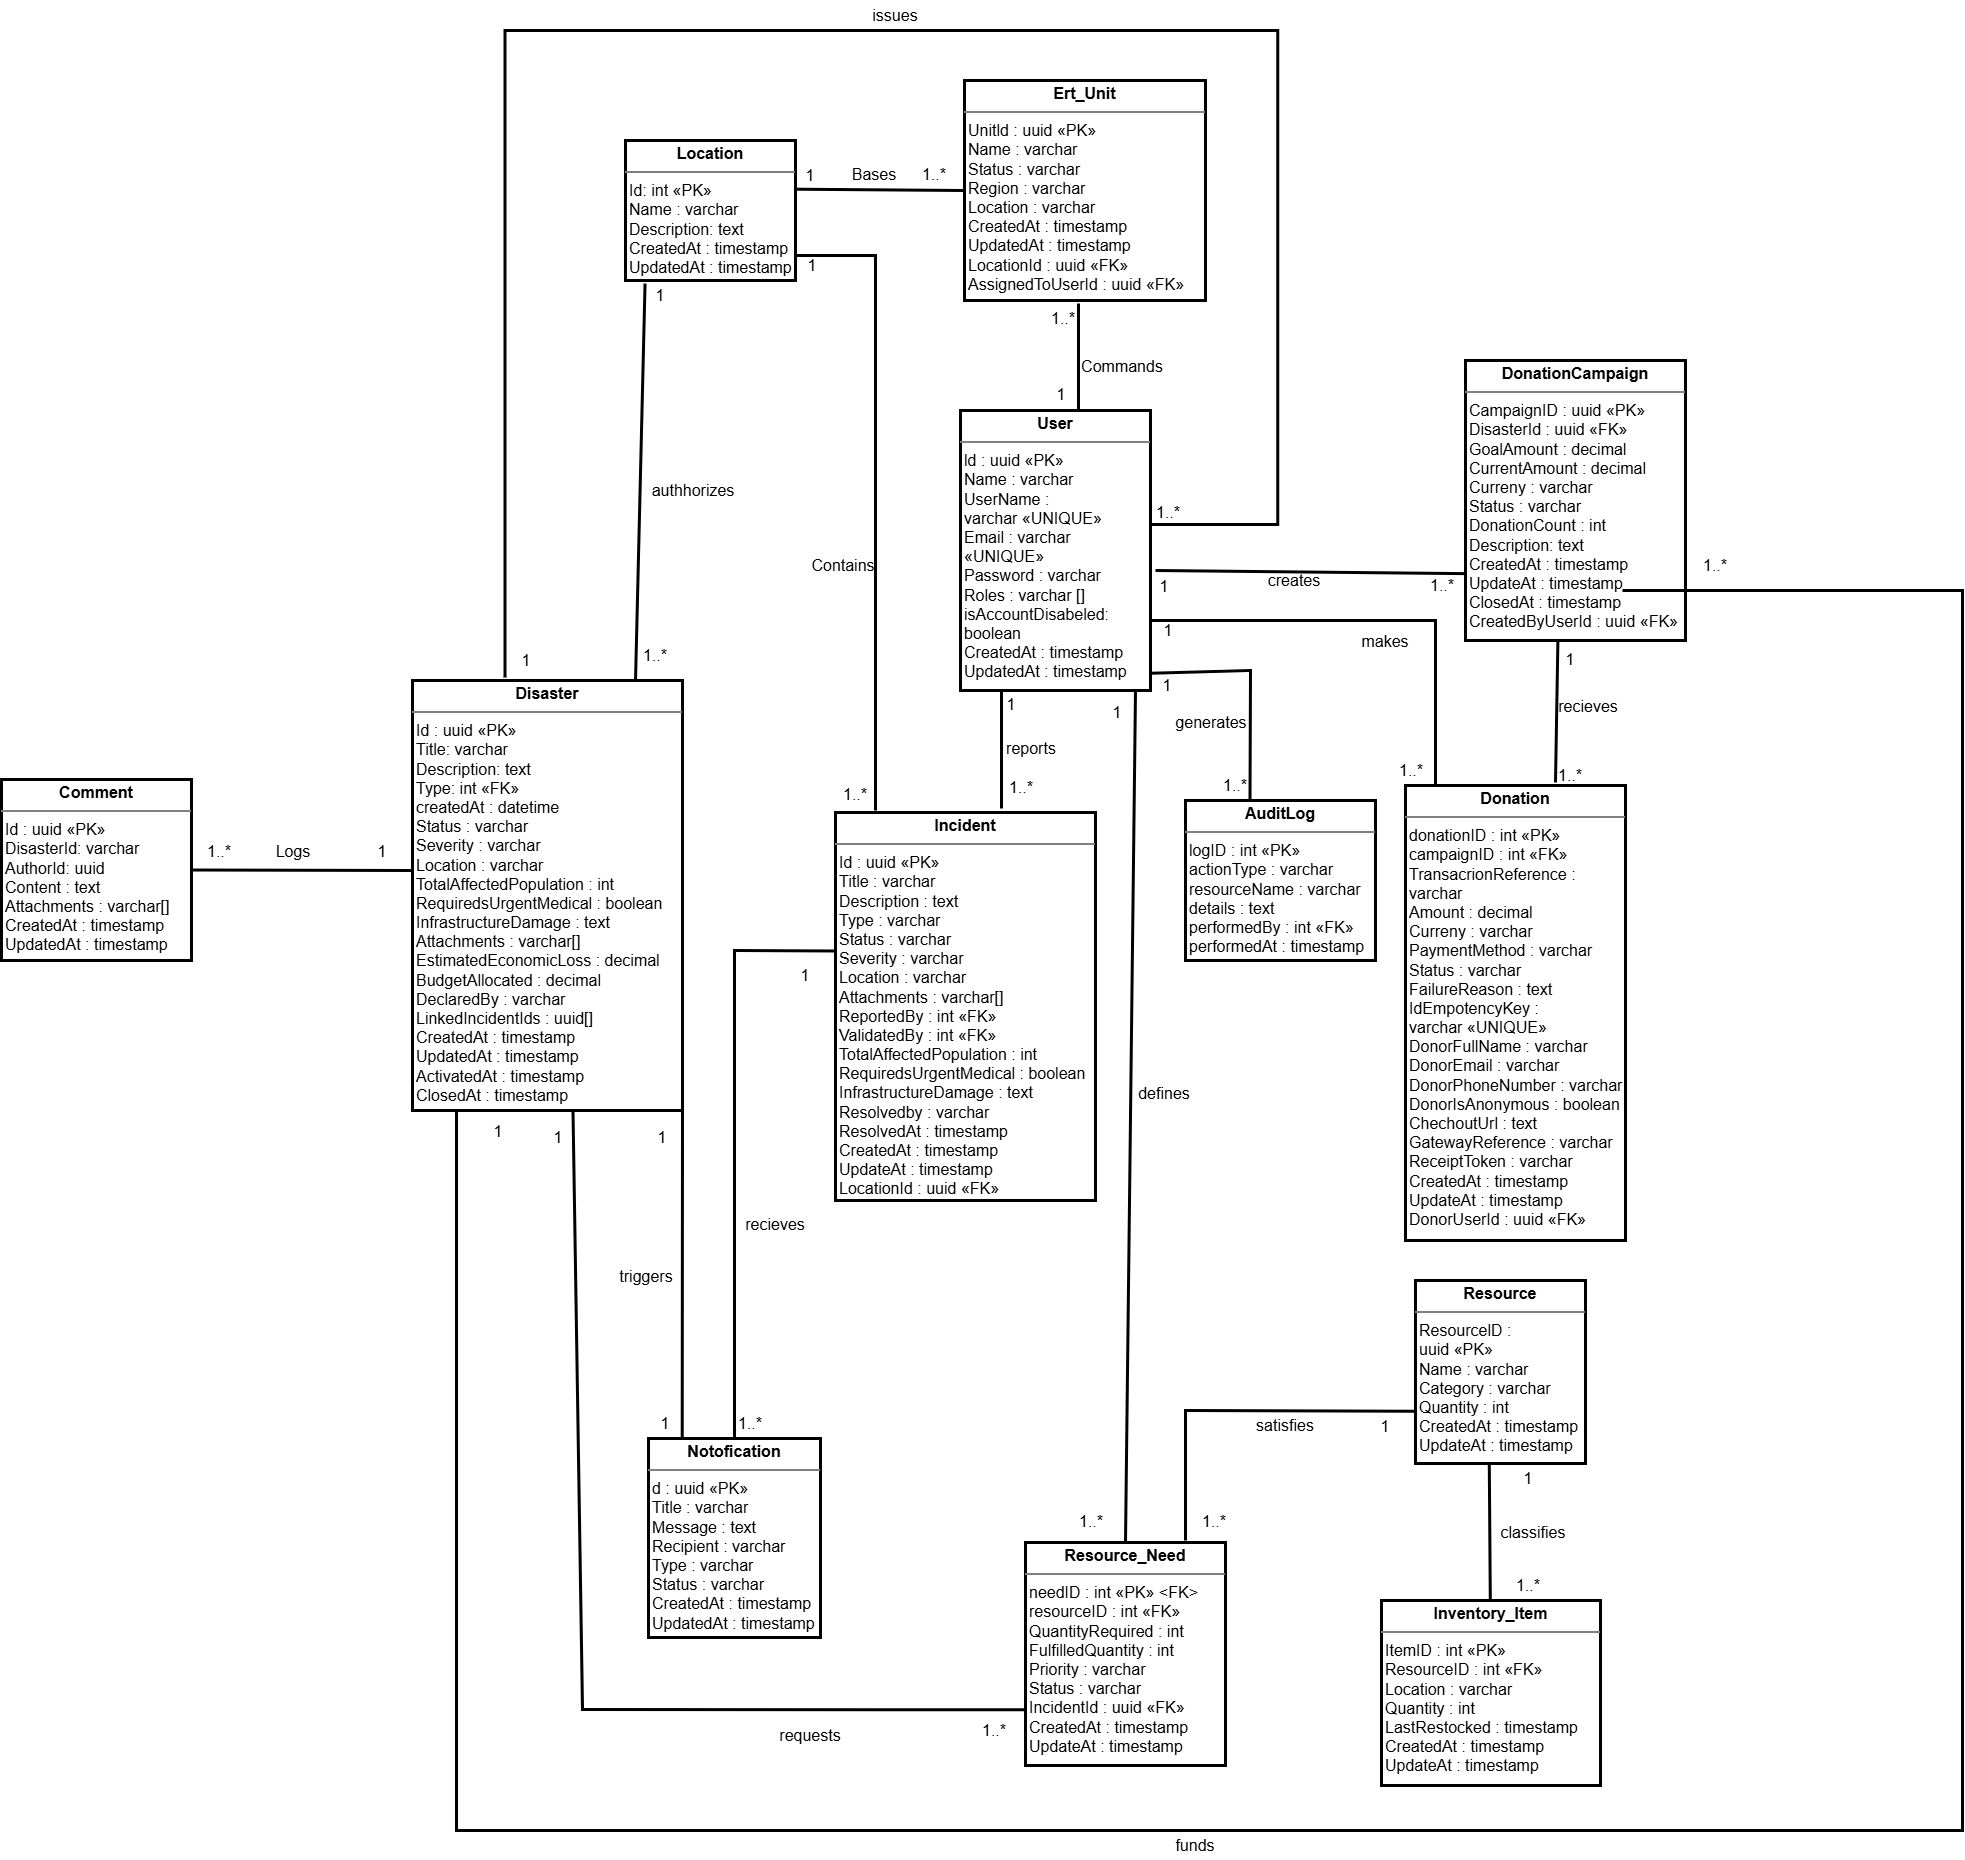 issues
Ert_Unit
UnitId : uuid «PK»
Name : varchar
Status : varchar
Region : varchar
Location : varchar
CreatedAt : timestamp
UpdatedAt : timestamp
LocationId : uuid «FK»
AssignedToUserId : uuid «FK»
Location
Id: int «PK»
Name : varchar
Description: text
CreatedAt : timestamp
UpdatedAt : timestamp
1
Bases
1..*
1
1
1..*
Commands
1
authhorizes
Contains
DonationCampaign
CampaignID : uuid «PK»
DisasterId : uuid «FK»
GoalAmount : decimal
CurrentAmount : decimal
Curreny : varchar
Status : varchar
DonationCount : int
Description: text
CreatedAt : timestamp
UpdateAt : timestamp
ClosedAt : timestamp
CreatedByUserId : uuid «FK»
User
Id : uuid «PK»
Name : varchar
UserName :
varchar «UNIQUE»
Email : varchar
«UNIQUE»
Password : varchar
Roles : varchar []
isAccountDisabeled:
boolean
CreatedAt : timestamp
UpdatedAt : timestamp
1..*
1
creates
1..*
1..*
1
makes
1
recieves
1
generates
1
reports
1
1
1..*
1..*
1..*
1..*
1..*
1..*
Disaster
Id : uuid «PK»
Title: varchar
Description: text
Type: int «FK»
createdAt : datetime
Status : varchar
Severity : varchar
Location : varchar
TotalAffectedPopulation : int
RequiredsUrgentMedical : boolean
InfrastructureDamage : text
Attachments : varchar[]
EstimatedEconomicLoss : decimal
BudgetAllocated : decimal
DeclaredBy : varchar
LinkedIncidentIds : uuid[]
CreatedAt : timestamp
UpdatedAt : timestamp
ActivatedAt : timestamp
ClosedAt : timestamp
Comment
Id : uuid «PK»
DisasterId: varchar
AuthorId: uuid
Content : text
Attachments : varchar[]
CreatedAt : timestamp
UpdatedAt : timestamp
1..*
Logs
1
Incident
Id : uuid «PK»
Title : varchar
Description : text
Type : varchar
Status : varchar
Severity : varchar
Location : varchar
Attachments : varchar[]
ReportedBy : int «FK»
ValidatedBy : int «FK»
TotalAffectedPopulation : int
RequiredsUrgentMedical : boolean
InfrastructureDamage : text
Resolvedby : varchar
ResolvedAt : timestamp
CreatedAt : timestamp
UpdateAt : timestamp
LocationId : uuid «FK»
AuditLog
logID : int «PK»
actionType : varchar
resourceName : varchar
details : text
performedBy : int «FK»
performedAt : timestamp
Donation
donationID : int «PK»
campaignID : int «FK»
TransacrionReference :
varchar
Amount : decimal
Curreny : varchar
PaymentMethod : varchar
Status : varchar
FailureReason : text
IdEmpotencyKey :
varchar «UNIQUE»
DonorFullName : varchar
DonorEmail : varchar
DonorPhoneNumber : varchar
DonorIsAnonymous : boolean
ChechoutUrl : text
GatewayReference : varchar
ReceiptToken : varchar
CreatedAt : timestamp
UpdateAt : timestamp
DonorUserId : uuid «FK»
1
defines
1
1
1
recieves
triggers
1
1..*
Notofication
d : uuid «PK»
Title : varchar
Message : text
Recipient : varchar
Type : varchar
Status : varchar
CreatedAt : timestamp
UpdatedAt : timestamp
Resource
ResourceID :
uuid «PK»
Name : varchar
Category : varchar
Quantity : int
CreatedAt : timestamp
UpdateAt : timestamp
satisfies
1
1
1..*
1..*
classifies
1..*
Resource_Need
needID : int «PK» <FK>
resourceID : int «FK»
QuantityRequired : int
FulfilledQuantity : int
Priority : varchar
Status : varchar
IncidentId : uuid «FK»
CreatedAt : timestamp
UpdateAt : timestamp
Inventory_Item
ItemID : int «PK»
ResourceID : int «FK»
Location : varchar
Quantity : int
LastRestocked : timestamp
CreatedAt : timestamp
UpdateAt : timestamp
requests
1..*
funds